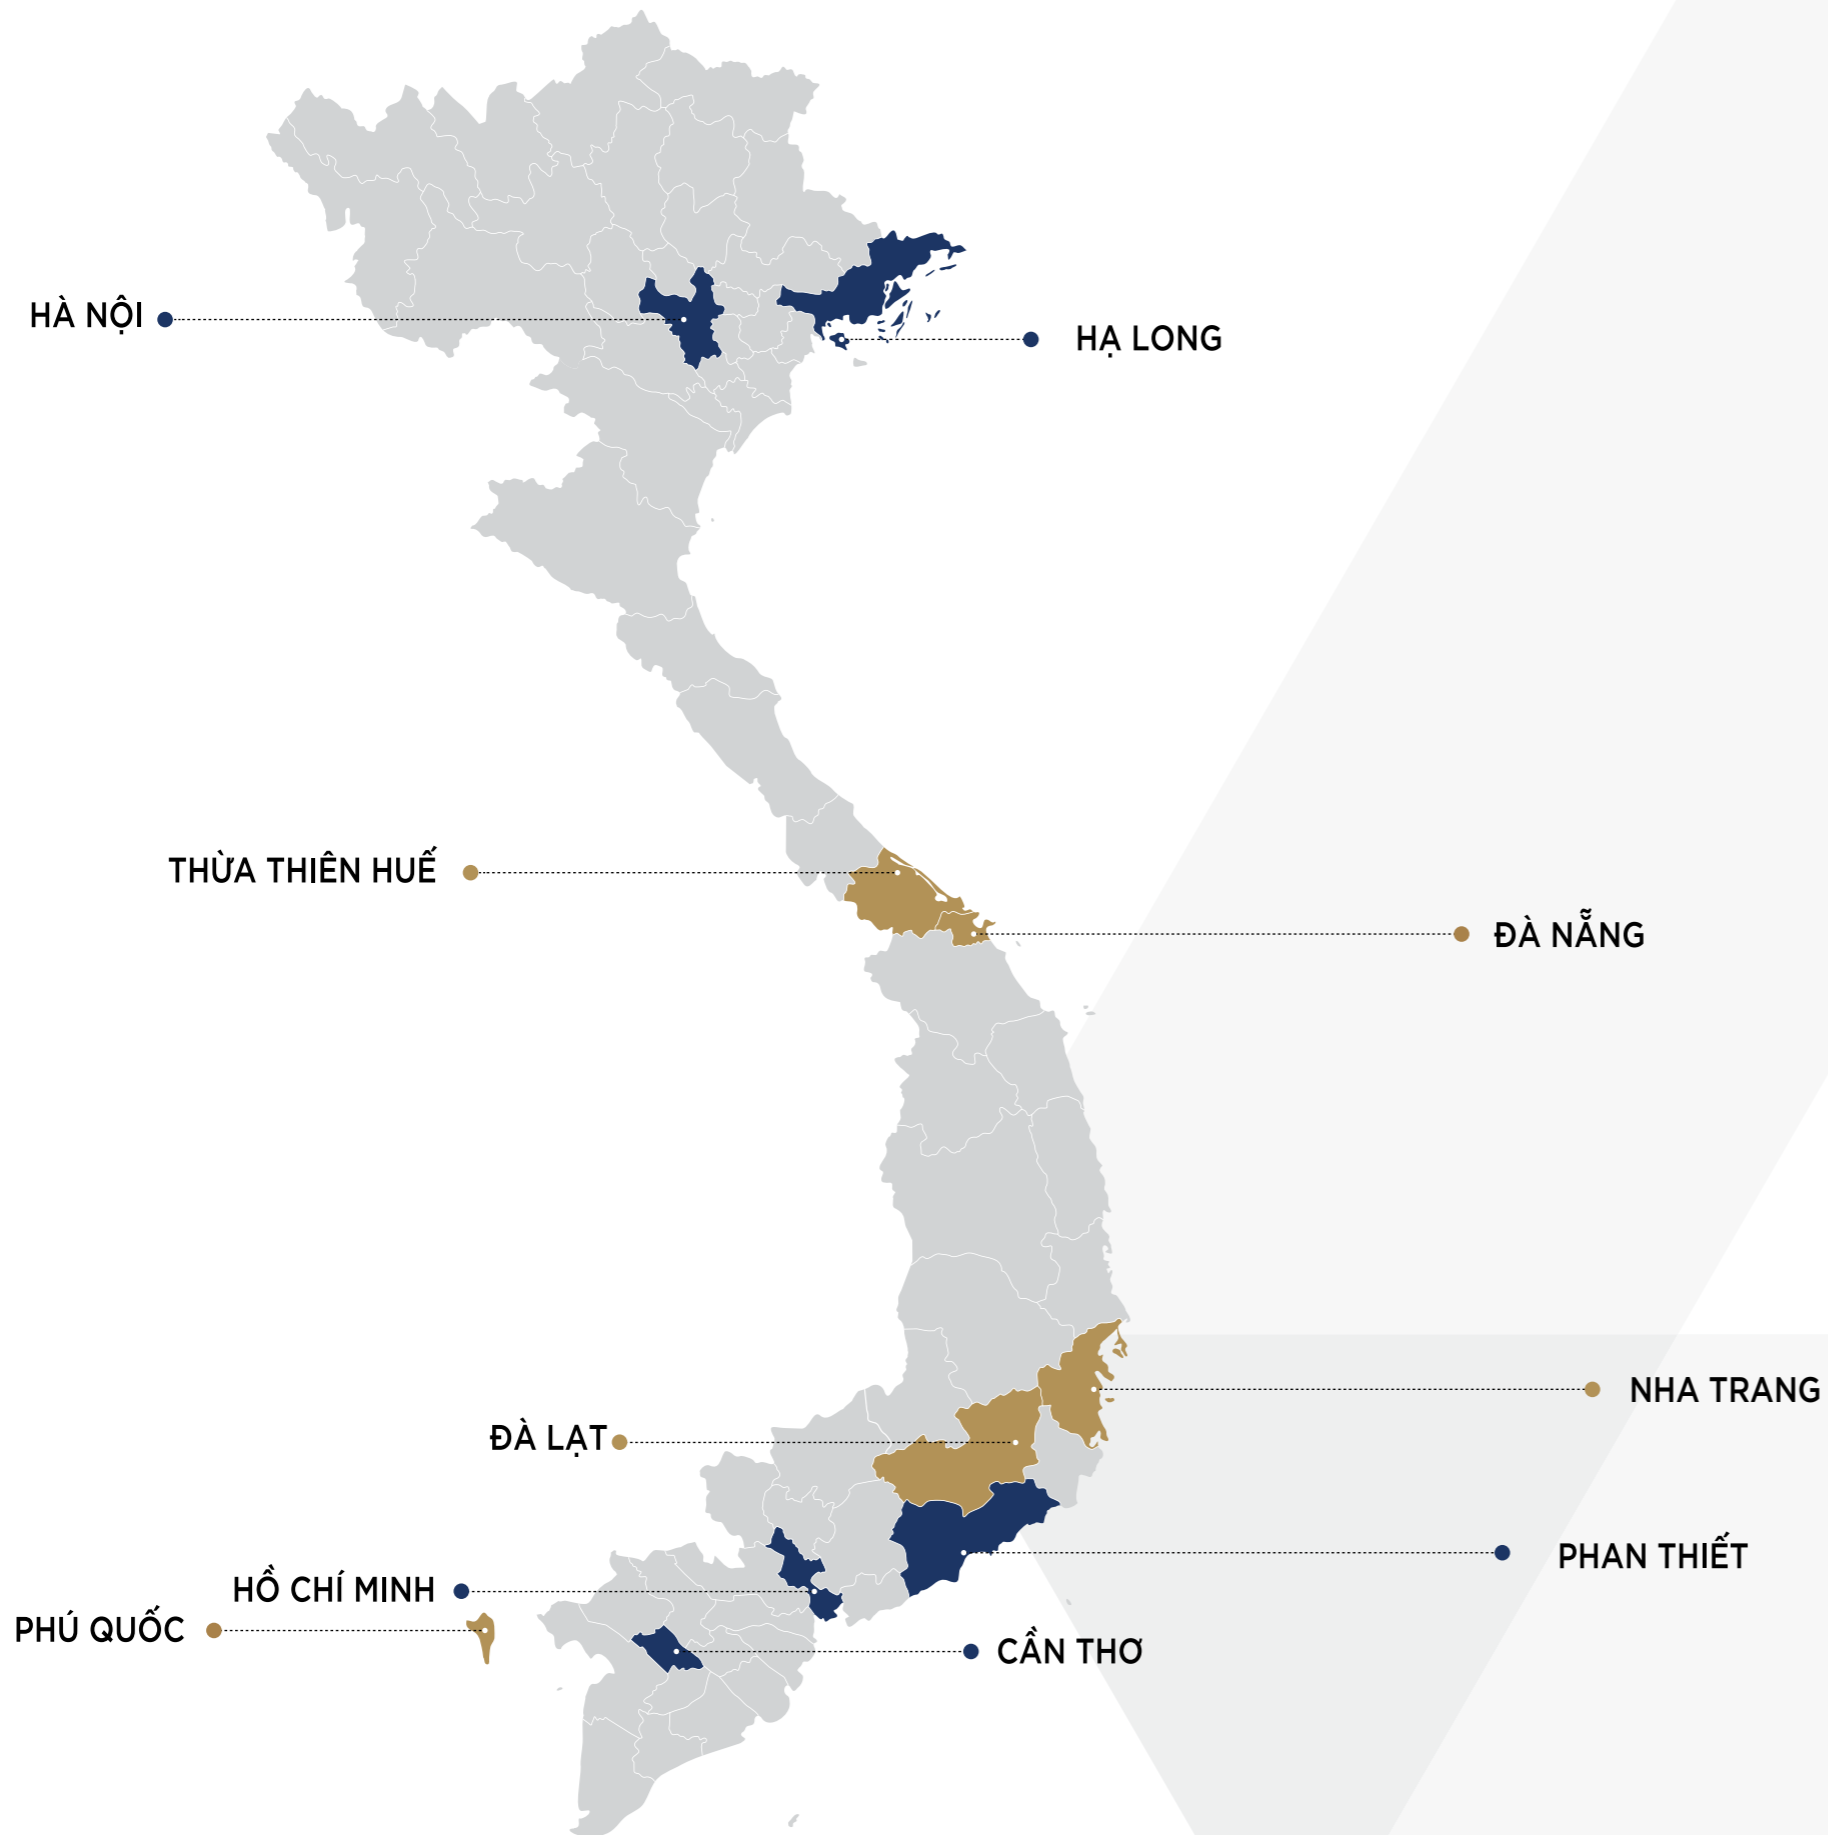 HÀ NỘI
HẠ LONG
THỪA THIÊN HUẾ
ĐÀ NẴNG
NHA TRANG
ĐÀ LẠT
PHAN THIẾT
HỒ CHÍ MINH
PHÚ QUỐC
CẦN THƠ